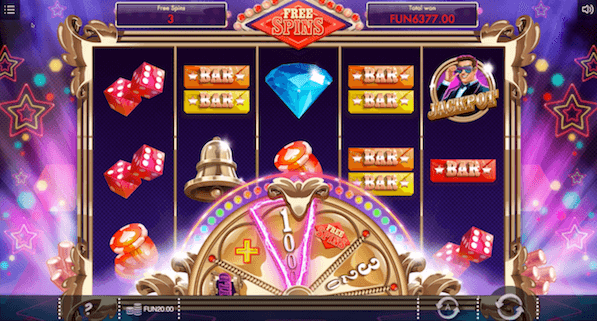 Free Spins
3
FREE
SPINS
Total won
FUN6377.00
BAR
BAR
BAR
BAR
JACKPOT
BAR
BAR
BAR
100
FREE
SPINS
+
?
FUN20.00